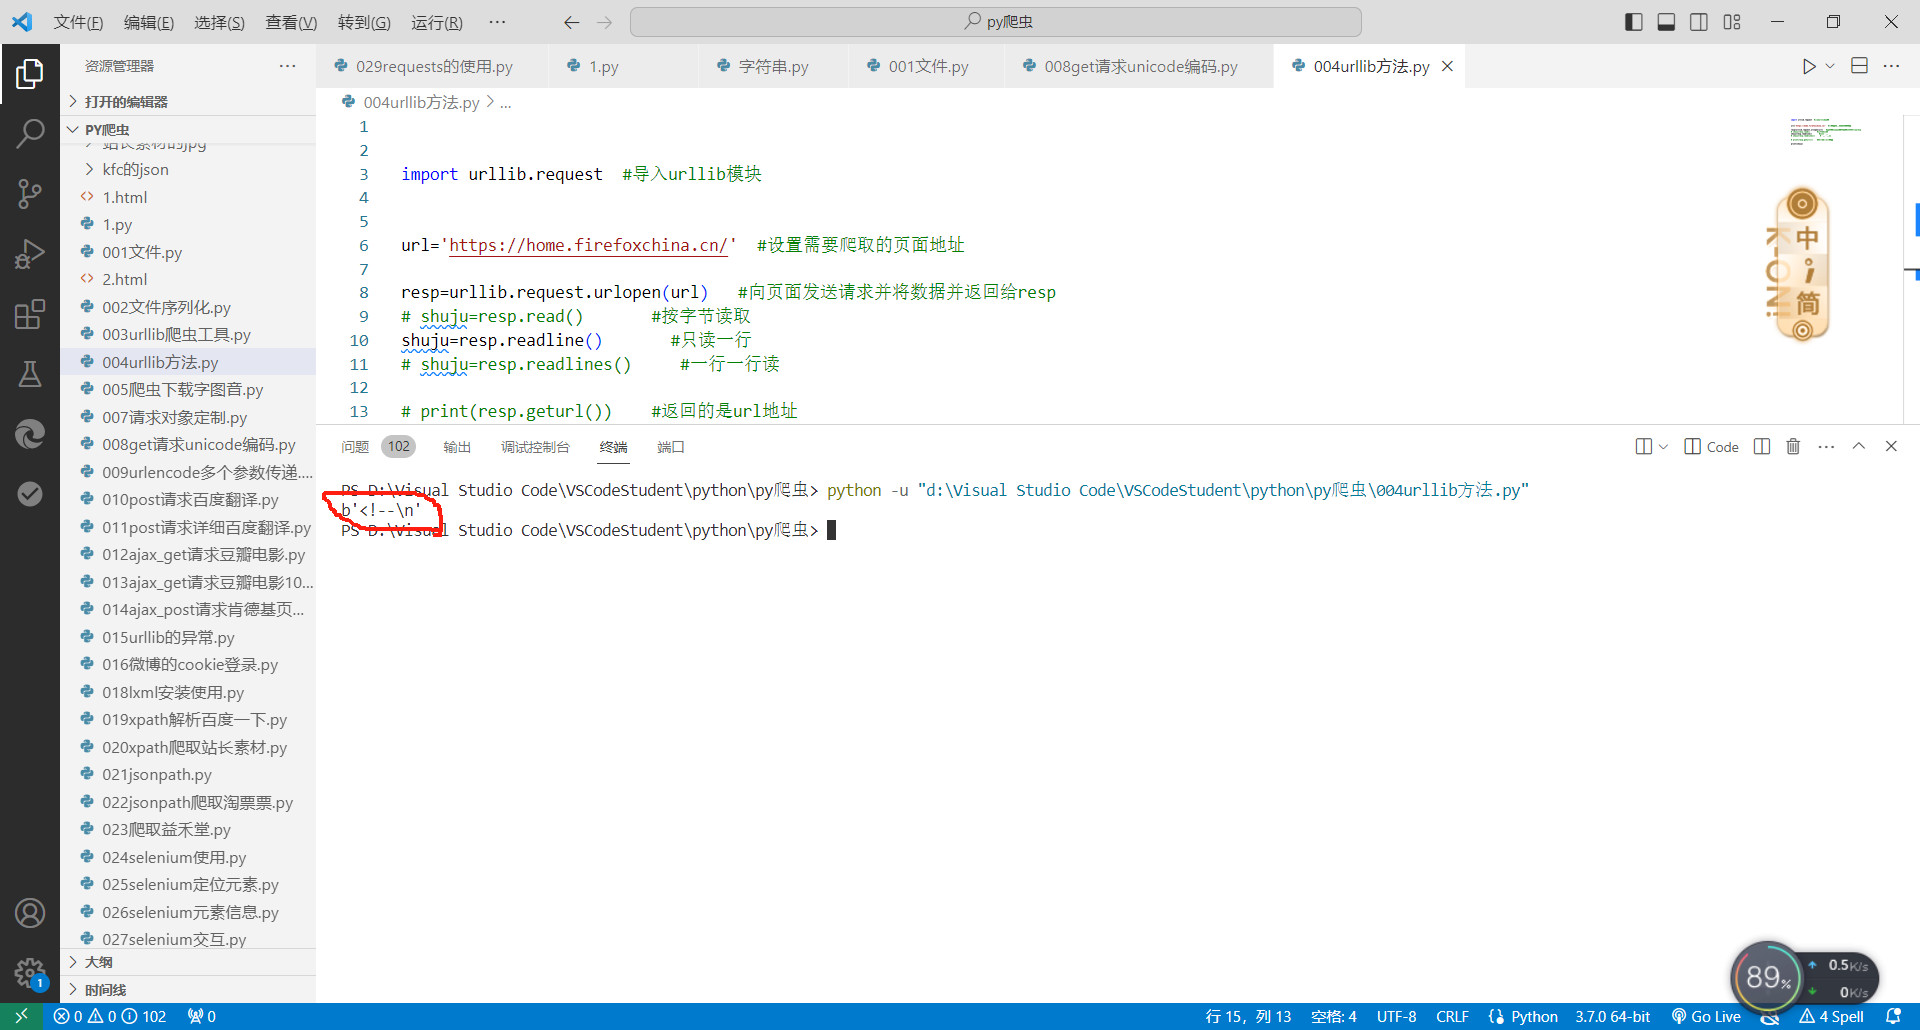 文件(F) 编辑(E) 选择(S) 查看(V) 转到(G) 运行(R) ··· py爬虫
资源管理器
打开的编辑器
PY爬虫
站长素材的jpg
kfc的json
1.html
1.py
001文件.py
2.html
002文件序列化.py
003urllib爬虫工具.py
004urllib方法.py
005爬虫下载字图音.py
007请求对象定制.py
008get请求unicode编码.py
009urlencode多个参数传递....
010post请求百度翻译.py
011post请求详细百度翻译.py
012ajax_get请求豆瓣电影.py
013ajax_get请求豆瓣电影10...
014ajax_post请求肯德基页...
015urllib的异常.py
016微博的cookie登录.py
018lxml安装使用.py
019xpath解析百度一下.py
020xpath爬取站长素材.py
021jsonpath.py
022jsonpath爬取淘票票.py
023爬取益禾堂.py
024selenium使用.py
025selenium定位元素.py
026selenium元素信息.py
027selenium交互.py
大纲
时间线
1
029requests的使用.py 1.py 字符串.py 001文件.py 008get请求unicode编码.py 004urllib方法.py
004urllib方法.py > ...
1
2
3 import urllib.request #导入urllib模块
4
5
6 url='https://home.firefoxchina.cn/' #设置需要爬取的页面地址
7
8 resp=urllib.request.urlopen(url) #向页面发送请求并将数据并返回给resp
9 # shuju=resp.read() #按字节读取
10 shuju=resp.readline() #只读一行
11 # shuju=resp.readlines() #一行一行读
12
13 # print(resp.geturl()) #返回的是url地址
K-ON!
中
i
简
问题 102 输出 调试控制台 终端 端口 Code
PS D:\Visual Studio Code\VSCodeStudent\python\py爬虫> python -u "d:\Visual Studio Code\VSCodeStudent\python\py爬虫\004urllib方法.py"
b'<!--\n'
PS D:\Visual Studio Code\VSCodeStudent\python\py爬虫>
89% 0.5K/s
0K/s
0 0 102 0 行 15，列 13 空格: 4 UTF-8 CRLF Python 3.7.0 64-bit Go Live 4 Spell